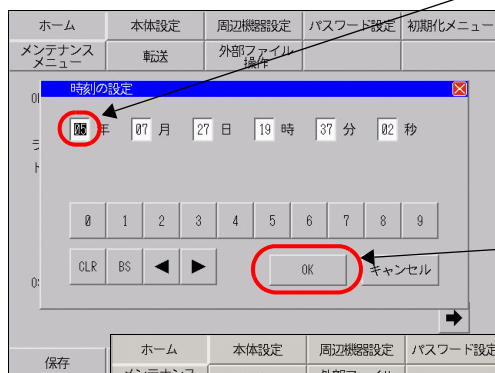 ホーム
本体設定
周辺機器設定
パスワード設定
初期化メニュー
メンテナンス
メニュー
転送
外部ファイル
操作
時刻の設定
05 年 07 月 27 日 19 時 37 分 02 秒
0 1 2 3 4 5 6 7 8 9
CLR BS ◀ ▶ OK キャンセル
保存
ホーム 本体設定 周辺機器設定 パスワード設定